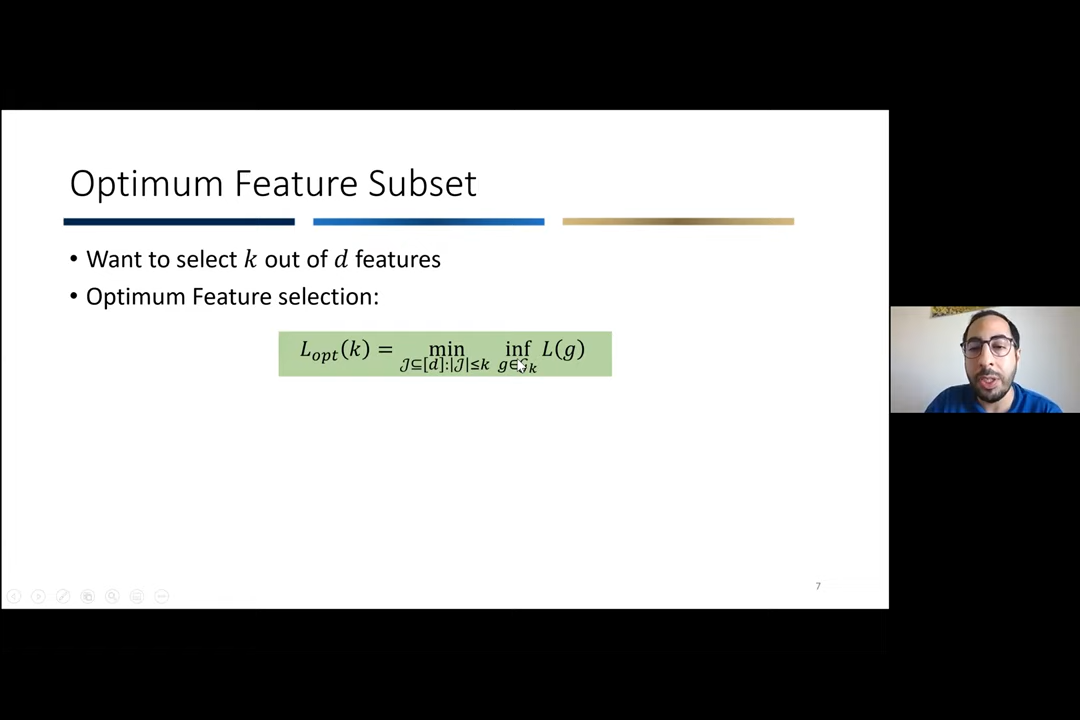 Optimum Feature Subset
• Want to select k out of d features
• Optimum Feature selection:
L_opt(k) = min_{𝒥⊆[d]:|𝒥|≤k} inf_{g∈𝒢_k} L(g)
7